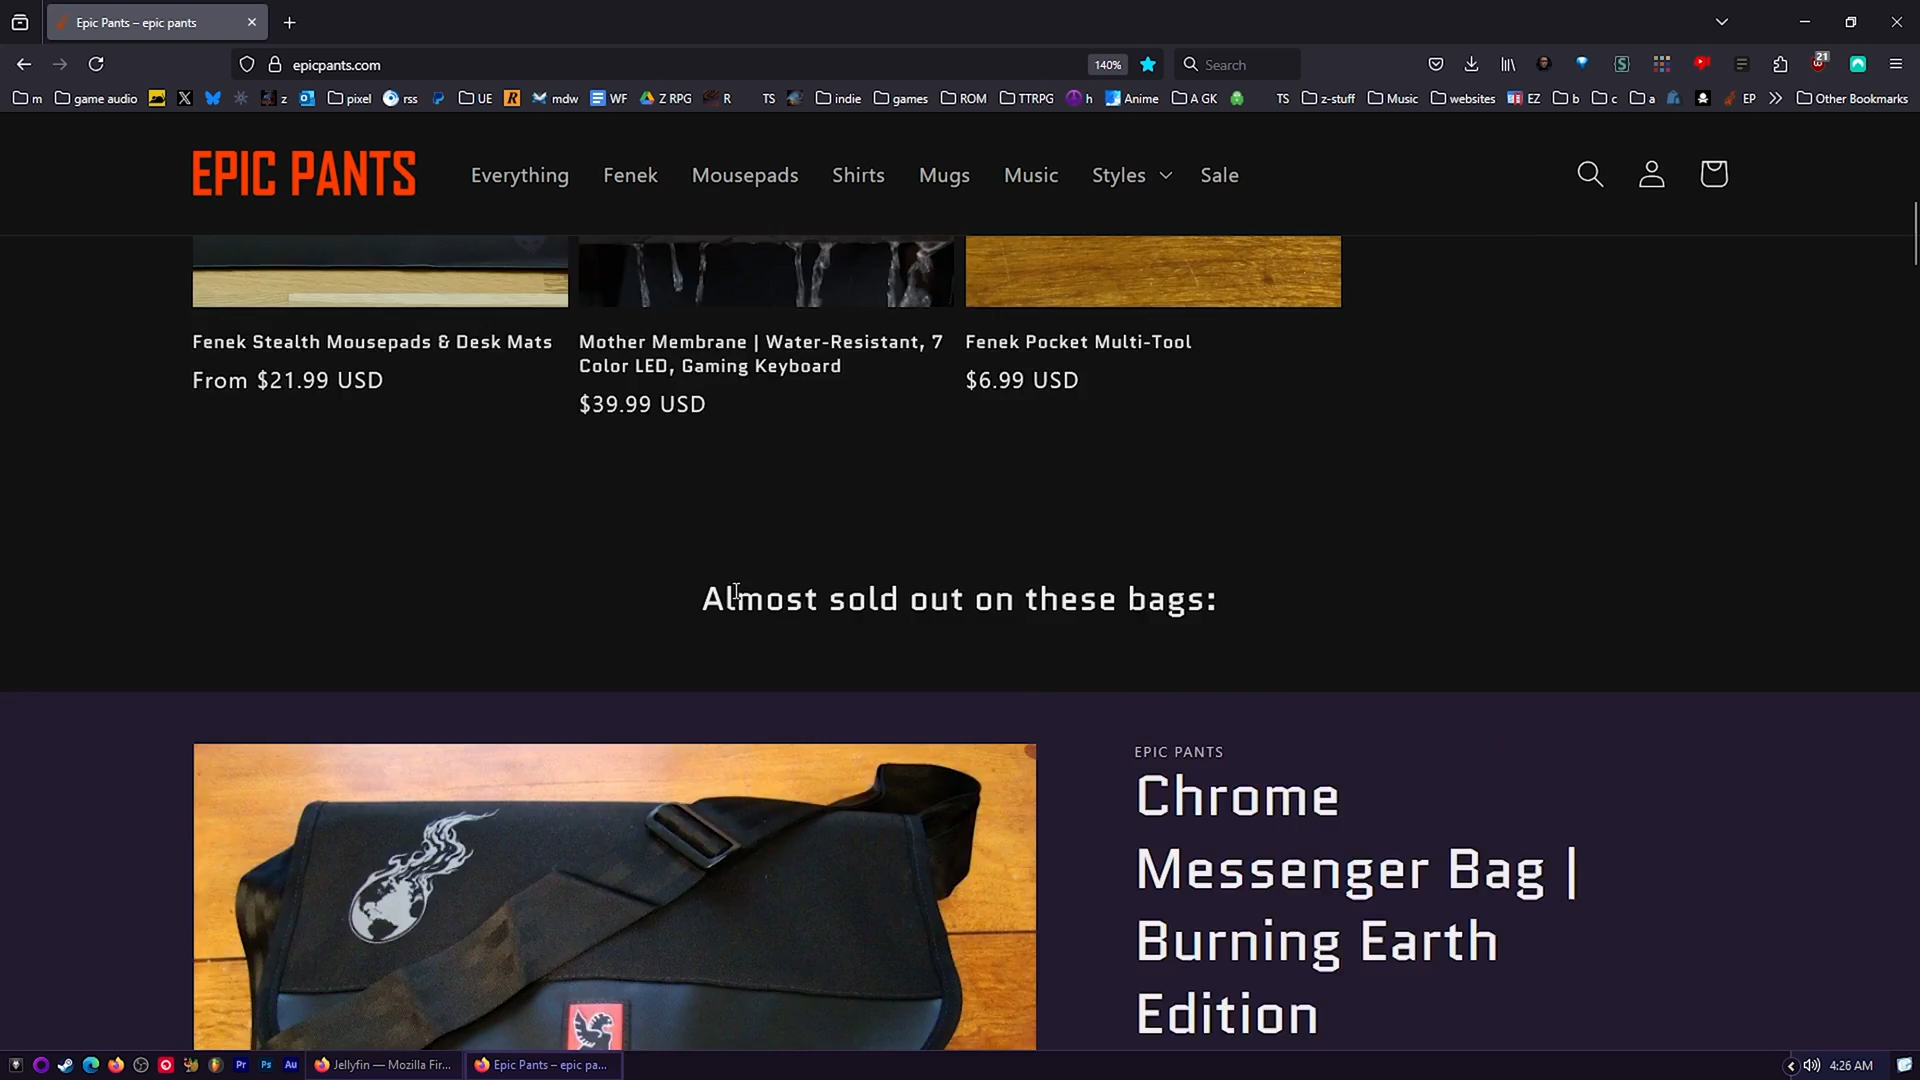 Epic Pants – epic pants
epicpants.com
140%
Search
21
m
game audio
z
pixel
rss
UE
mdw
WF
Z RPG
R
TS
indie
games
ROM
TTRPG
h
Anime
A GK
TS
z-stuff
Music
websites
EZ
b
c
a
EP
Other Bookmarks
EPIC PANTS
Everything
Fenek
Mousepads
Shirts
Mugs
Music
Styles
Sale
Fenek Stealth Mousepads & Desk Mats
From $21.99 USD
Mother Membrane | Water-Resistant, 7
Color LED, Gaming Keyboard
$39.99 USD
Fenek Pocket Multi-Tool
$6.99 USD
Almost sold out on these bags:
EPIC PANTS
Chrome
Messenger Bag |
Burning Earth
Edition
Pr
Ps
Au
Jellyfin — Mozilla Fir...
Epic Pants – epic pa...
4:26 AM